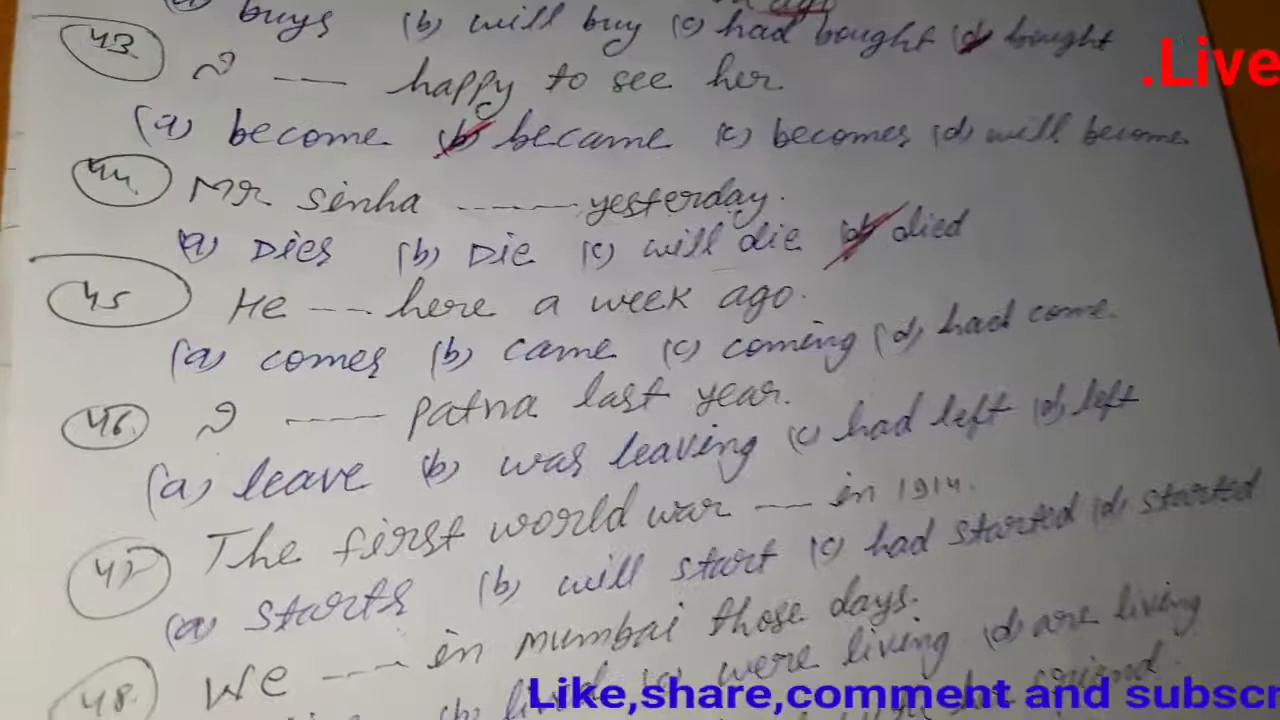 buys (b) will buy (c) had bought (d) bought
.Live
43. I ---- happy to see her.
(a) become (b) became (c) becomes (d) will become.
44. Mr Sinha ------ yesterday.
(a) Dies (b) Die (c) will die (d) died
45 He --- here a week ago.
(a) comes (b) came (c) coming (d) had come.
46. I ---- Patna last year.
(a) leave (b) was leaving (c) had left (d) left
47 The first world war --- in 1914.
(a) starts (b) will start (c) had started (d) started
48. We ---- in Mumbai those days.
(b) lived (c) were living (d) are living
friend.
Like,share,comment and subscr